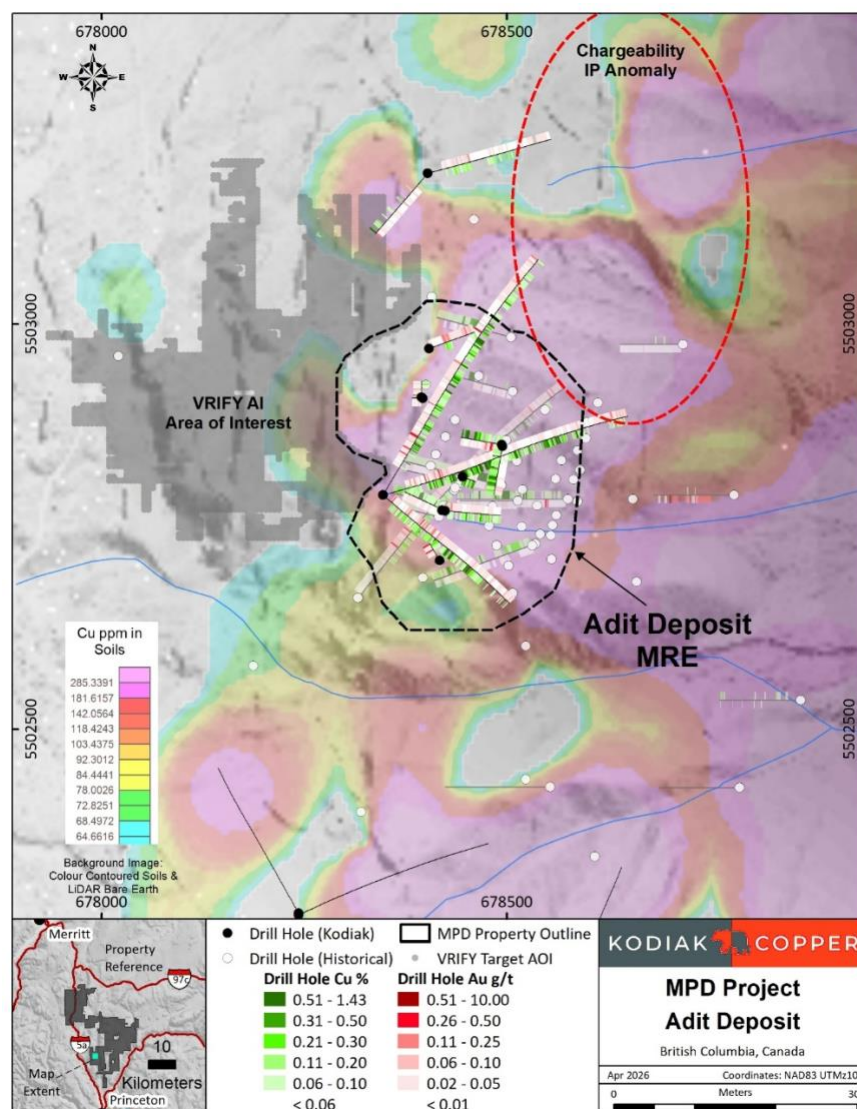 678000
678500
N
W
E
S
Chargeability
IP Anomaly
5503000
5503000
VRIFY AI
Area of Interest
Adit Deposit
MRE
Cu ppm in
Soils
285.3391
181.6157
142.0564
118.4243
103.4375
92.3012
84.4441
78.0026
72.8251
68.4972
64.6616
5502500
5502500
Background Image:
Colour Contoured Soils &
LiDAR Bare Earth
678000
678500
Merritt
Property
Reference
97c
5a
Map
Extent
10
Kilometers
Princeton
Drill Hole (Kodiak)
MPD Property Outline
Drill Hole (Historical)
VRIFY Target AOI
Drill Hole Cu %
Drill Hole Au g/t
0.51 - 1.43
0.51 - 10.00
0.31 - 0.50
0.26 - 0.50
0.21 - 0.30
0.11 - 0.25
0.11 - 0.20
0.06 - 0.10
0.06 - 0.10
0.02 - 0.05
< 0.06
< 0.01
KODIAK COPPER
MPD Project
Adit Deposit
British Columbia, Canada
Apr 2026
Coordinates: NAD83 UTMz10
Meters
0
30